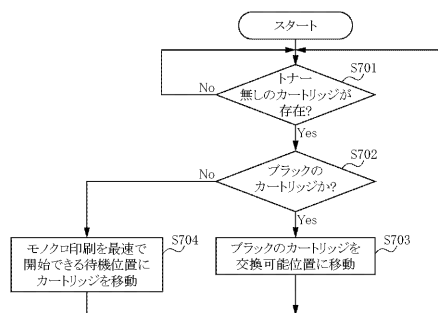 スタート
S701
トナー
無しのカートリッジが
存在?
No
Yes
S702
ブラックの
カートリッジか?
No
Yes
S704
モノクロ印刷を最速で
開始できる待機位置に
カートリッジを移動
S703
ブラックのカートリッジを
交換可能位置に移動